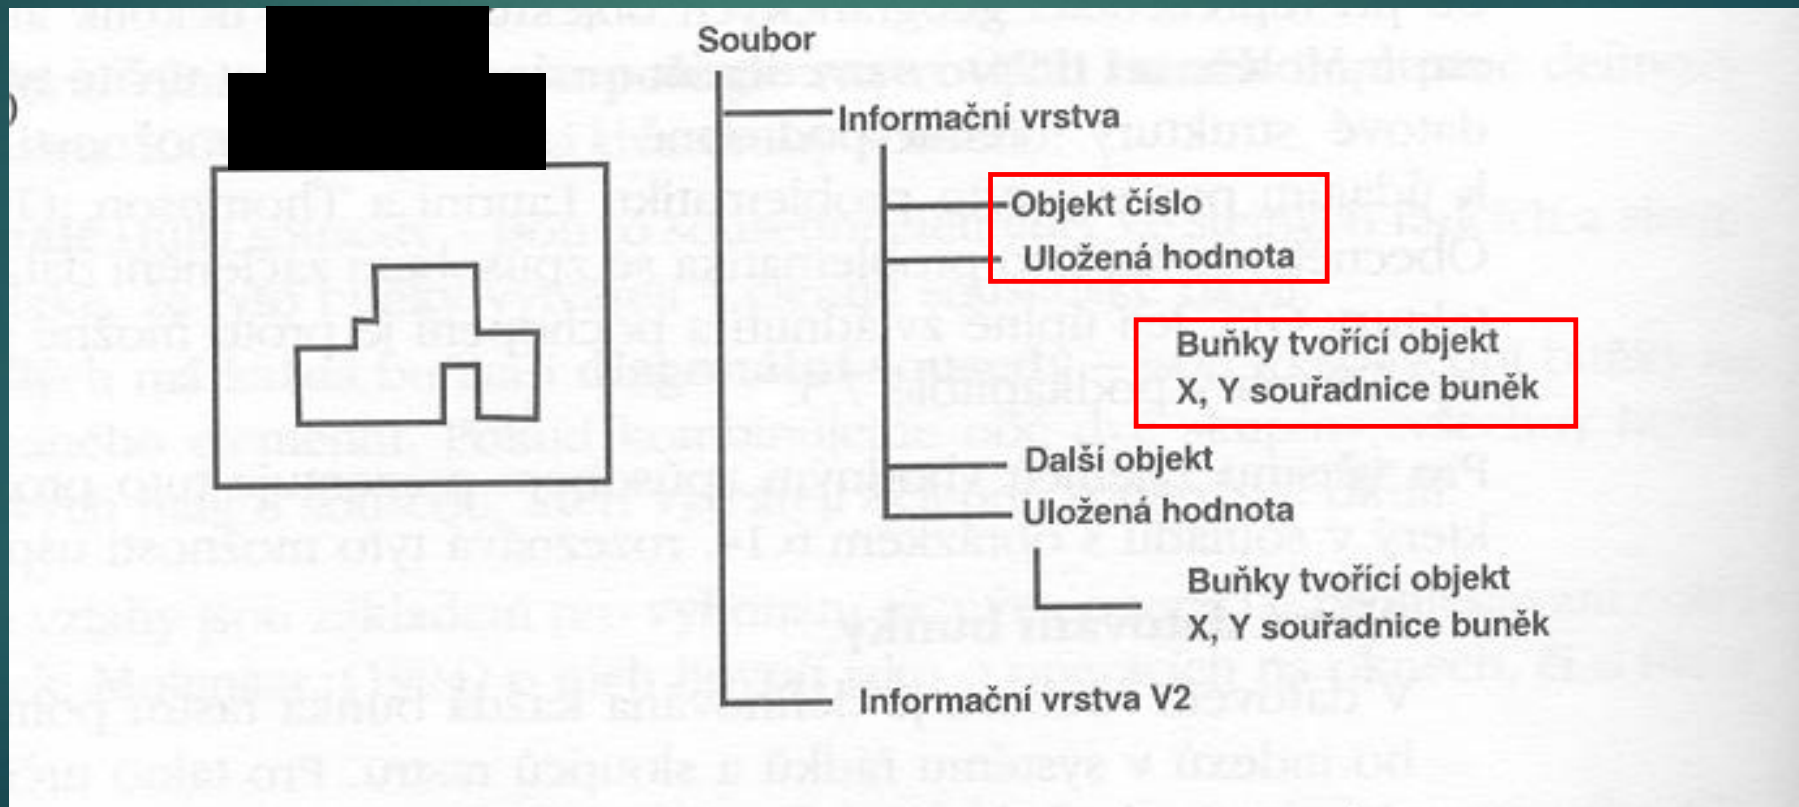 )
Soubor
Informační vrstva
Objekt číslo
Uložená hodnota
Buňky tvořící objekt
X, Y souřadnice buněk
Další objekt
Uložená hodnota
Buňky tvořící objekt
X, Y souřadnice buněk
Informační vrstva V2